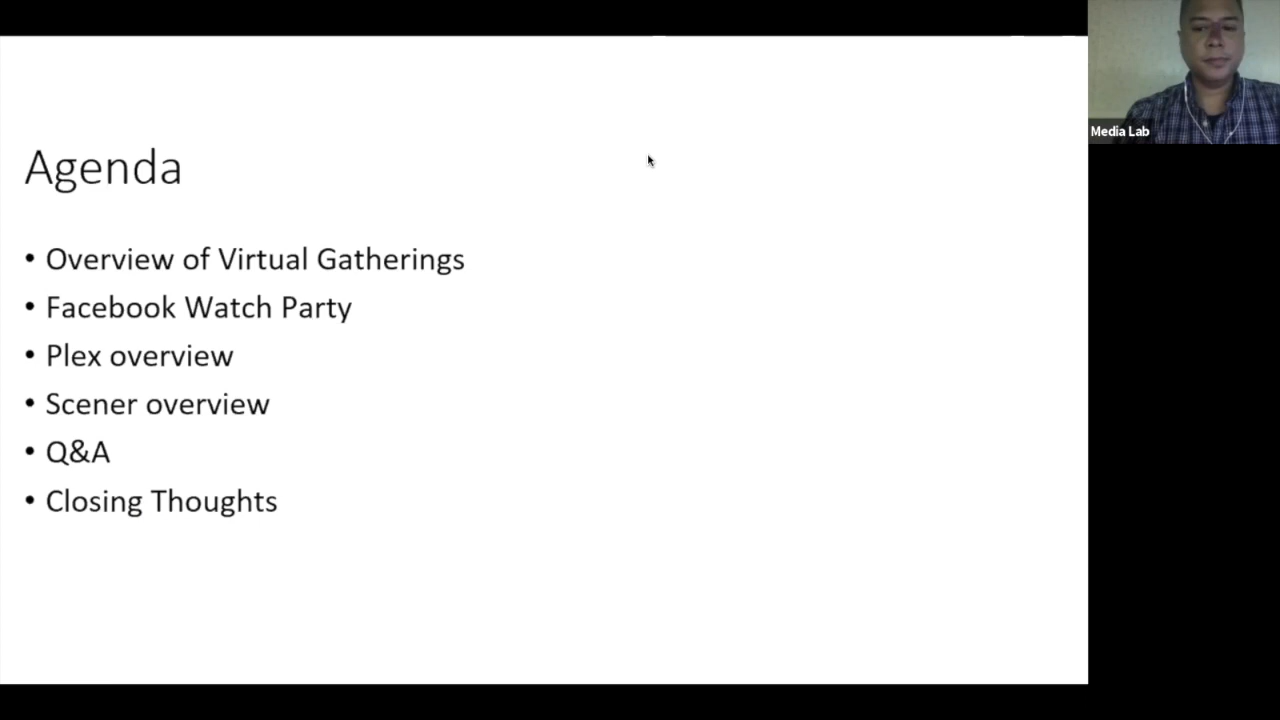 Agenda
• Overview of Virtual Gatherings
• Facebook Watch Party
• Plex overview
• Scener overview
• Q&A
• Closing Thoughts
Media Lab